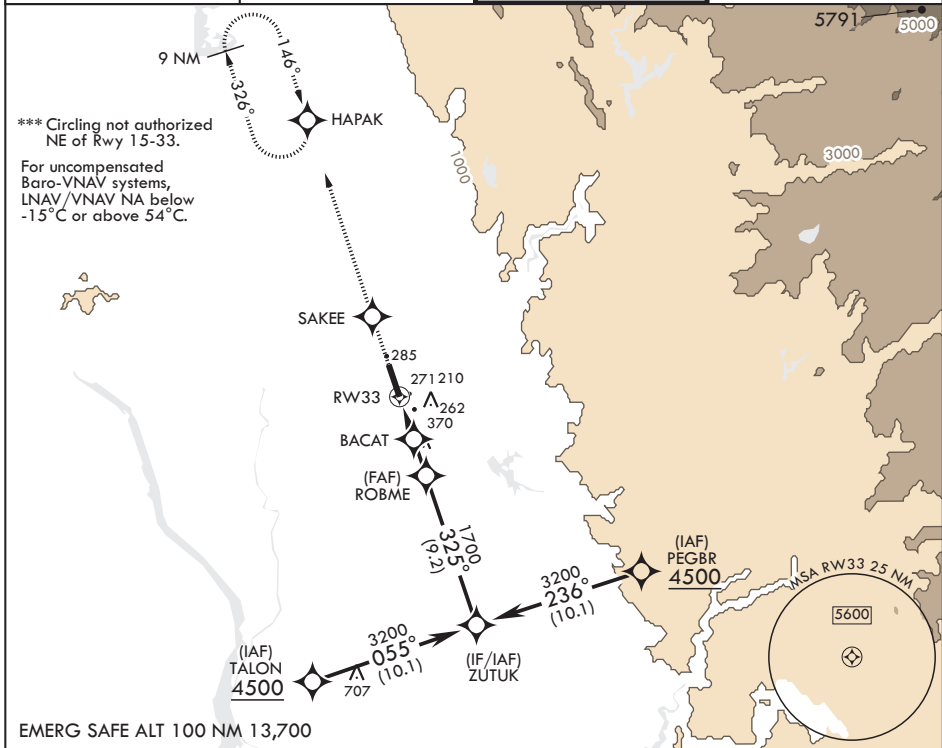 5791
5000
9 NM
146°
326°
HAPAK
*** Circling not authorized
NE of Rwy 15-33.
For uncompensated
Baro-VNAV systems,
LNAV/VNAV NA below
-15°C or above 54°C.
1000
3000
SAKEE
285
RW33
271
210
262
370
BACAT
(FAF)
ROBME
1700
325°
(9.2)
(IAF)
PEGBR
4500
3200
236°
(10.1)
MSA RW33 25 NM
5600
3200
055°
(10.1)
(IAF)
TALON
4500
707
(IF/IAF)
ZUTUK
EMERG SAFE ALT 100 NM 13,700